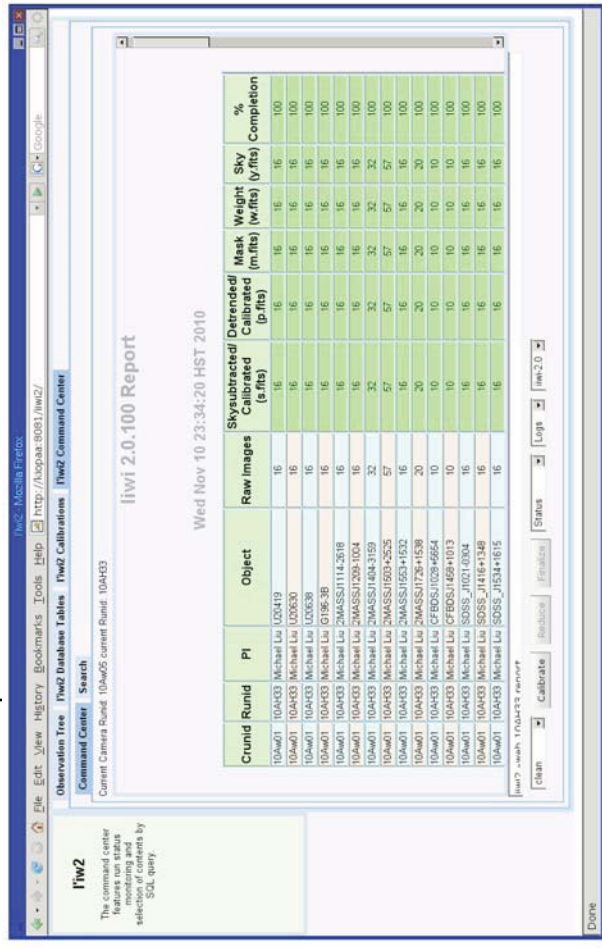 I'iwi2 - Mozilla Firefox
File Edit View History Bookmarks Tools Help http://kopaa:8081/iiwi2/ Google
I'iw2
The command center
features run status
monitoring and
selection of contents by
SQL query.
Observation Tree I'iwi2 Database Tables I'iwi2 Calibrations I'iwi2 Command Center
Command Center Search
Current Camera Runid: 10Aw05 current Runid: 10AH33
Iiwi 2.0.100 Report
Wed Nov 10 23:34:20 HST 2010
Crunid Runid PI Object Raw Images Skysubtracted/ Calibrated (s.fits) Detrended/ Calibrated (p.fits) Mask (m.fits) Weight (w.fits) Sky (y.fits) % Completion
10Aw01 10AH33 Michael Liu U20419 16 16 16 16 16 16 100
10Aw01 10AH33 Michael Liu U20630 16 16 16 16 16 16 100
10Aw01 10AH33 Michael Liu U20638 16 16 16 16 16 16 100
10Aw01 10AH33 Michael Liu G196-3B 16 16 16 16 16 16 100
10Aw01 10AH33 Michael Liu 2MASSJ1114-2618 16 16 16 16 16 16 100
10Aw01 10AH33 Michael Liu 2MASSJ1209-1004 16 16 16 16 16 16 100
10Aw01 10AH33 Michael Liu 2MASSJ1404-3159 32 32 32 32 32 32 100
10Aw01 10AH33 Michael Liu 2MASSJ1503+2525 57 57 57 57 57 57 100
10Aw01 10AH33 Michael Liu 2MASSJ1553+1532 16 16 16 16 16 16 100
10Aw01 10AH33 Michael Liu 2MASSJ1726+1538 20 20 20 20 20 20 100
10Aw01 10AH33 Michael Liu CFBDSJ1028+5654 10 10 10 10 10 10 100
10Aw01 10AH33 Michael Liu CFBDSJ1458+1013 10 10 10 10 10 10 100
10Aw01 10AH33 Michael Liu SDSS_J1021-0304 16 16 16 16 16 16 100
10Aw01 10AH33 Michael Liu SDSS_J1416+1348 16 16 16 16 16 16 100
10Aw01 10AH33 Michael Liu SDSS_J1534+1615 16 16 16 16 16 16 100
iiwi2 --web 10AH33 report
clean Calibrate Reduce Finalize Status Logs iiwi-2.0
Done